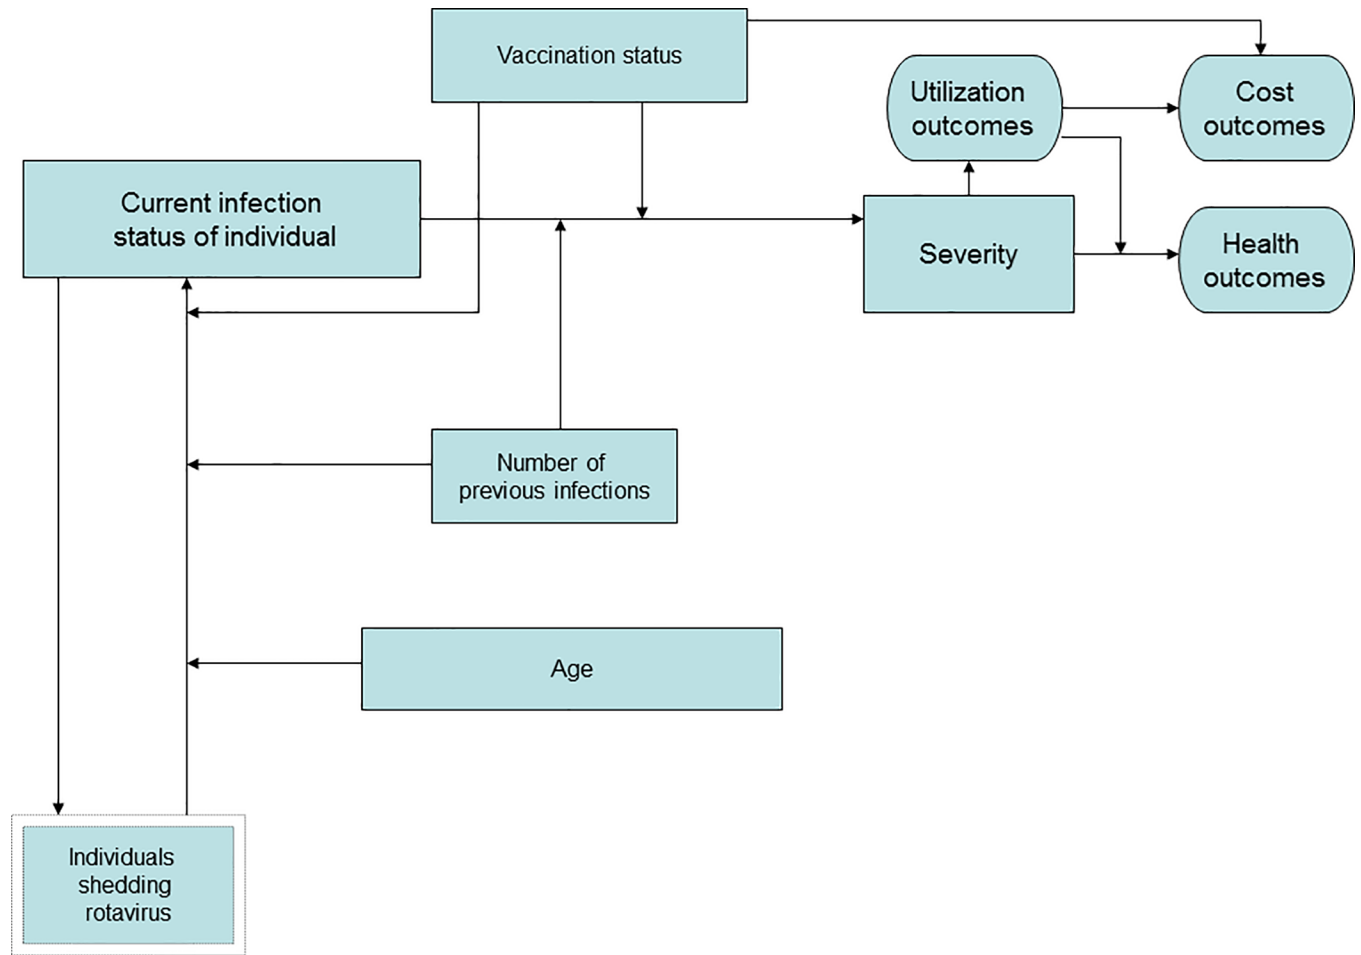 Vaccination status
Utilization
outcomes
Cost
outcomes
Current infection
status of individual
Severity
Health
outcomes
Number of
previous infections
Age
Individuals
shedding
rotavirus